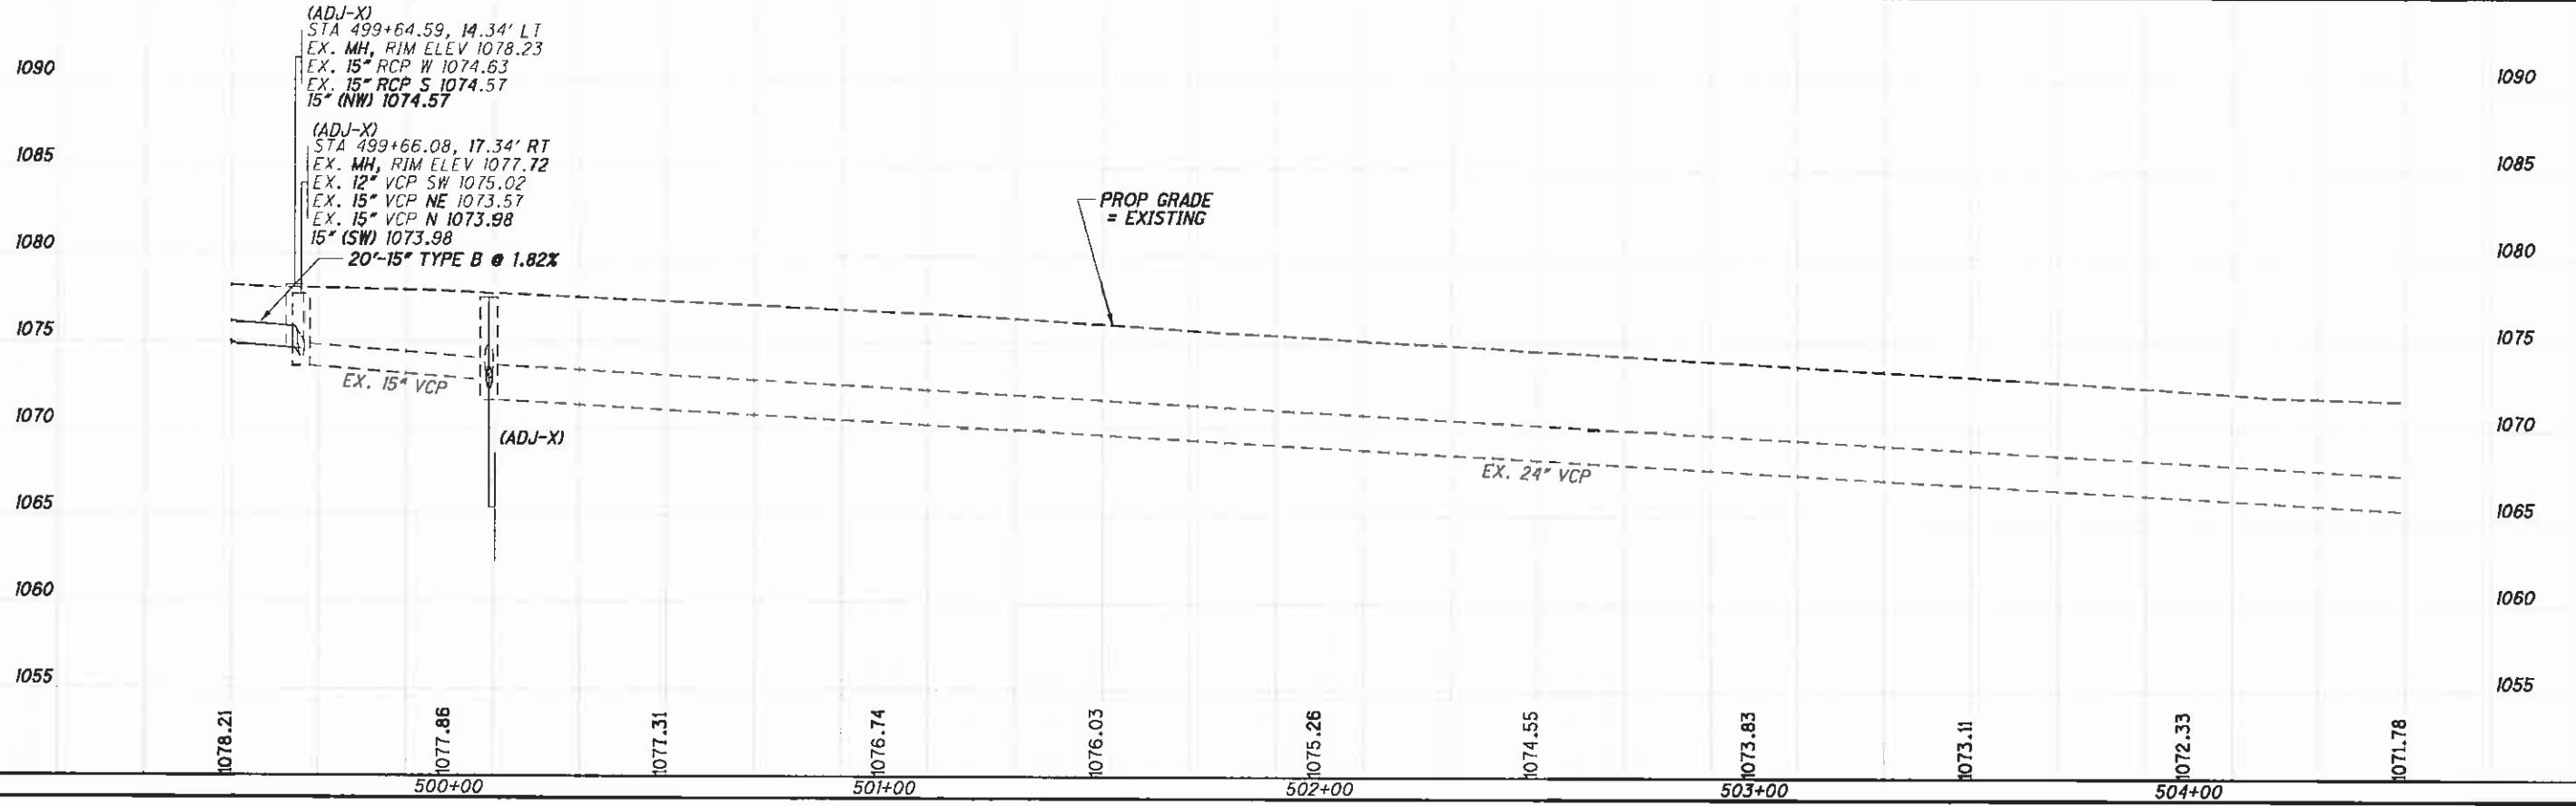 (ADJ-X)
STA 499+64.59, 14.34' LT
EX. MH, RIM ELEV 1078.23
EX. 15" RCP W 1074.63
EX. 15" RCP S 1074.57
15" (NW) 1074.57
(ADJ-X)
STA 499+66.08, 17.34' RT
EX. MH, RIM ELEV 1077.72
EX. 12" VCP SW 1075.02
EX. 15" VCP NE 1073.57
EX. 15" VCP N 1073.98
15" (SW) 1073.98
20'-15" TYPE B @ 1.82%
PROP GRADE
= EXISTING
EX. 15" VCP
(ADJ-X)
EX. 24" VCP
1090
1085
1080
1075
1070
1065
1060
1055
1090
1085
1080
1075
1070
1065
1060
1055
1078.21
1077.86
1077.31
1076.74
1076.03
1075.26
1074.55
1073.83
1073.11
1072.33
1071.78
500+00
501+00
502+00
503+00
504+00